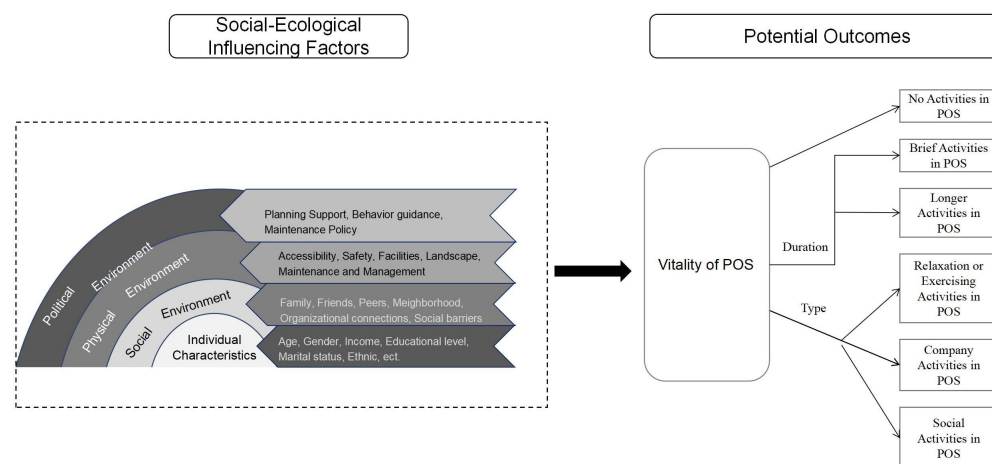 Social-Ecological
Influencing Factors
Potential Outcomes
Political Environment
Physical Environment
Social Environment
Individual
Characteristics
Planning Support, Behavior guidance,
Maintenance Policy
Accessibility, Safety, Facilities, Landscape,
Maintenance and Management
Family, Friends, Peers, Meighborhood,
Organizational connections, Social barriers
Age, Gender, Income, Educational level,
Marital status, Ethnic, ect.
Vitality of POS
Duration
Type
No Activities in
POS
Brief Activities
in POS
Longer
Activities in
POS
Relaxation or
Exercising
Activities in
POS
Company
Activities in
POS
Social
Activities in
POS